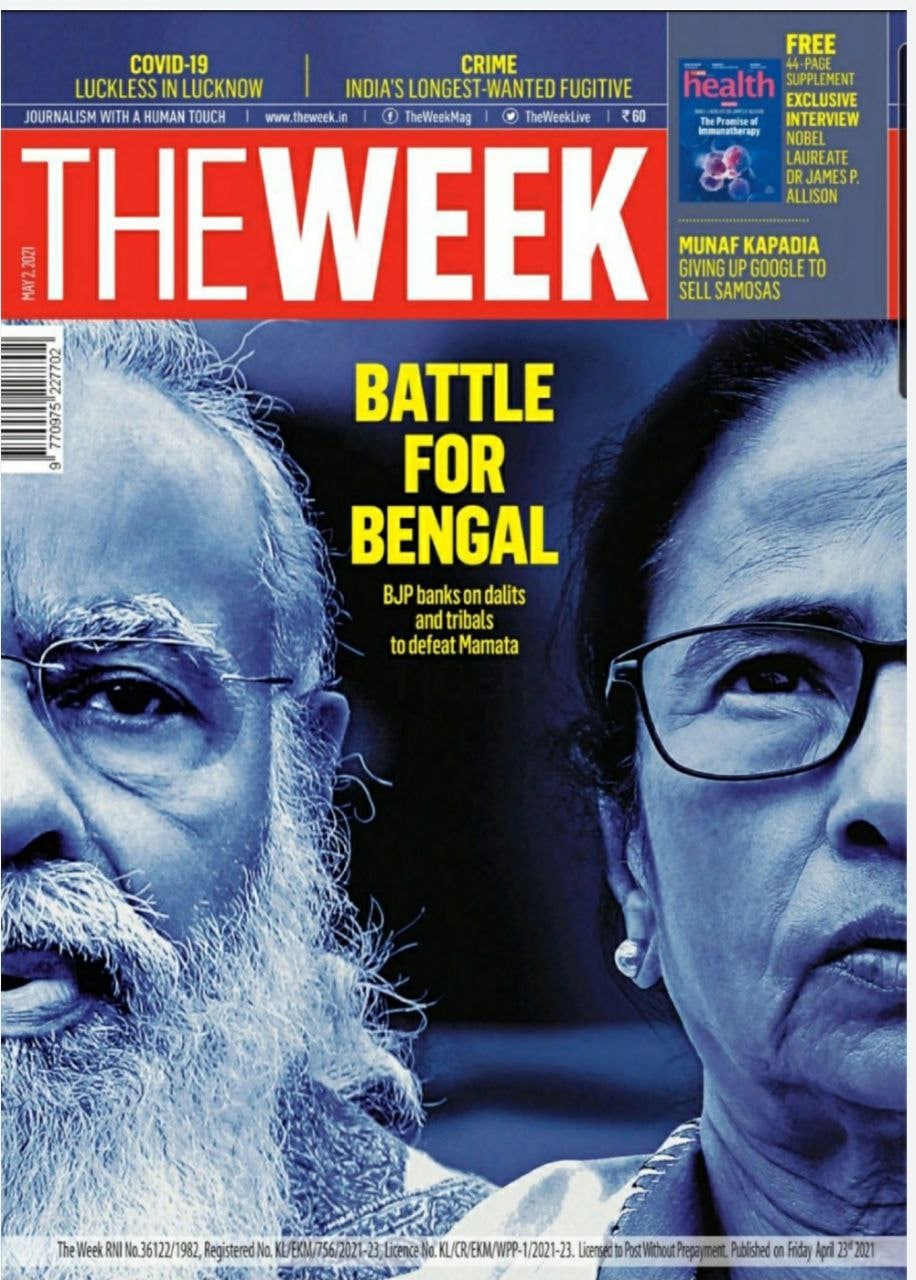 COVID-19
LUCKLESS IN LUCKNOW
CRIME
INDIA'S LONGEST-WANTED FUGITIVE
JOURNALISM WITH A HUMAN TOUCH | www.theweek.in | TheWeekMag | TheWeekLive | ₹ 60
THE WEEK
MAY 2, 2021
health
The Promise of
Immunotherapy
FREE
44-PAGE
SUPPLEMENT
EXCLUSIVE
INTERVIEW
NOBEL
LAUREATE
DR JAMES P.
ALLISON
MUNAF KAPADIA
GIVING UP GOOGLE TO
SELL SAMOSAS
9 770975 227702
BATTLE
FOR
BENGAL
BJP banks on dalits
and tribals
to defeat Mamata
The Week RNI No.36122/1982, Registered No. KL/EKM/756/2021-23, Licence No. KL/CR/EKM/WPP-1/2021-23. Licensed to Post Without Prepayment. Published on Friday April 23rd 2021